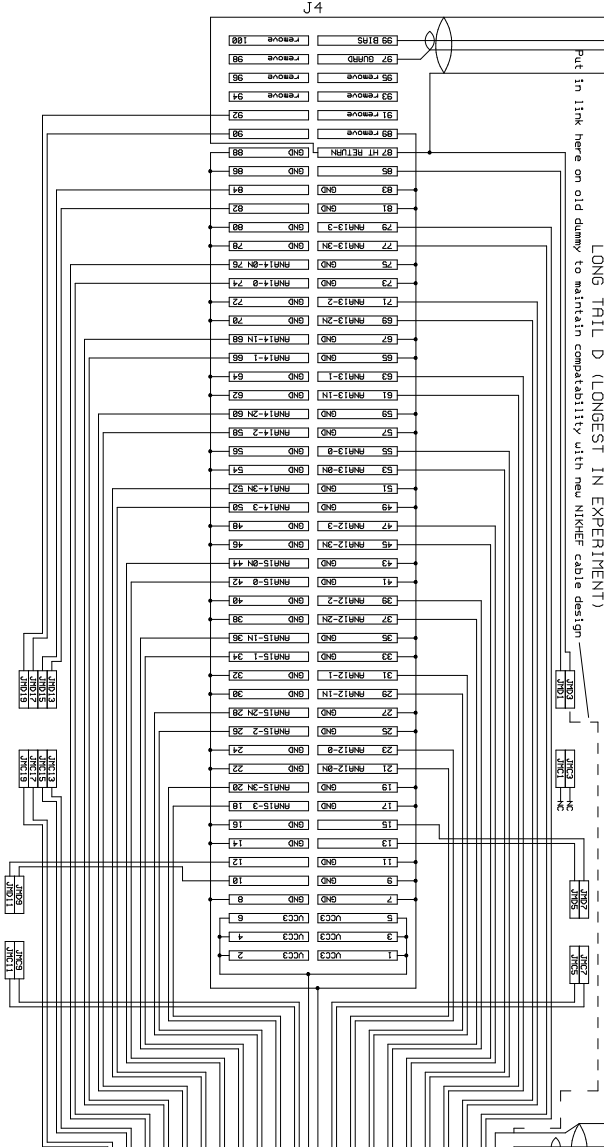 J4
99 BIAS remove 100
97 GUARD remove 98
95 remove remove 96
93 remove remove 94
91 remove 92
89 remove 90
87 HT RETURN GND 88
85 GND 86
83 GND 84
81 GND 82
79 ANA13-3 GND 80
77 ANA13-3N GND 78
75 GND ANA14-0N 76
73 GND ANA14-0 74
71 ANA13-2 GND 72
69 ANA13-2N GND 70
67 GND ANA14-1N 68
65 GND ANA14-1 66
63 ANA13-1 GND 64
61 ANA13-1N GND 62
59 GND ANA14-2N 60
57 GND ANA14-2 58
55 ANA13-0 GND 56
53 ANA13-0N GND 54
51 GND ANA14-3N 52
49 GND ANA14-3 50
47 ANA12-3 GND 48
45 ANA12-3N GND 46
43 GND ANA15-0N 44
41 GND ANA15-0 42
39 ANA12-2 GND 40
37 ANA12-2N GND 38
35 GND ANA15-1N 36
33 GND ANA15-1 34
31 ANA12-1 GND 32
29 ANA12-1N GND 30
27 GND ANA15-2N 28
25 GND ANA15-2 26
23 ANA12-0 GND 24
21 ANA12-0N GND 22
19 GND ANA15-3N 20
17 GND ANA15-3 18
15 GND 16
13 GND 14
11 GND 12
9 GND 10
7 GND GND 8
5 VCC3 VCC3 6
3 VCC3 VCC3 4
1 VCC3 VCC3 2
LONG TAIL D (LONGEST IN EXPERIMENT)
Put in link here on old dummy to maintain compatability with new NIKHEF cable design
JMD13
JMD15
JMD17
JMD19
JMC13
JMC15
JMC17
JMC19
JMD9
JMD11
JMC9
JMC11
JMD3
JMD1
JMC3
JMC1
NC
NC
JMD7
JMD5
JMC7
JMC5